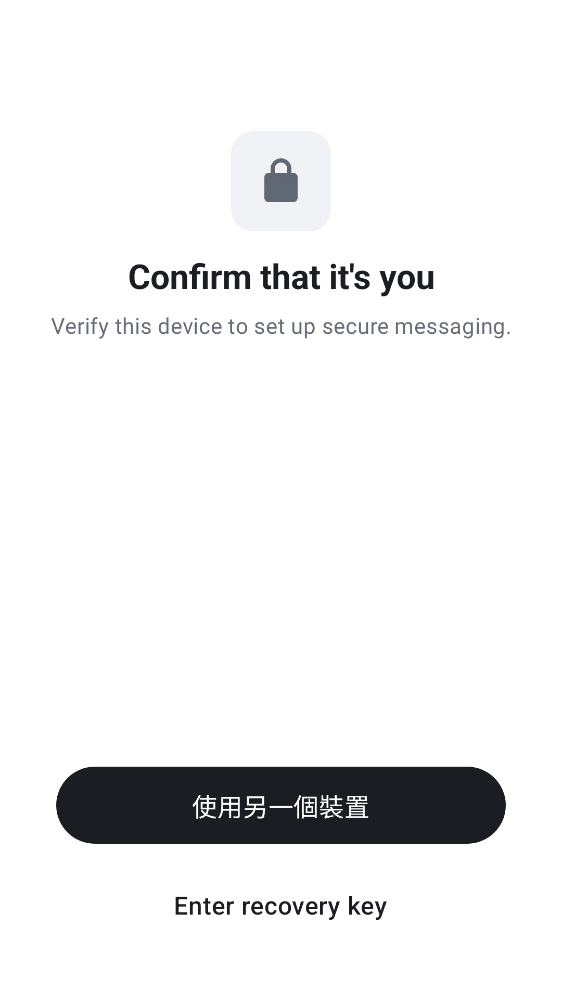 Confirm that it's you
Verify this device to set up secure messaging.
使用另一個裝置
Enter recovery key